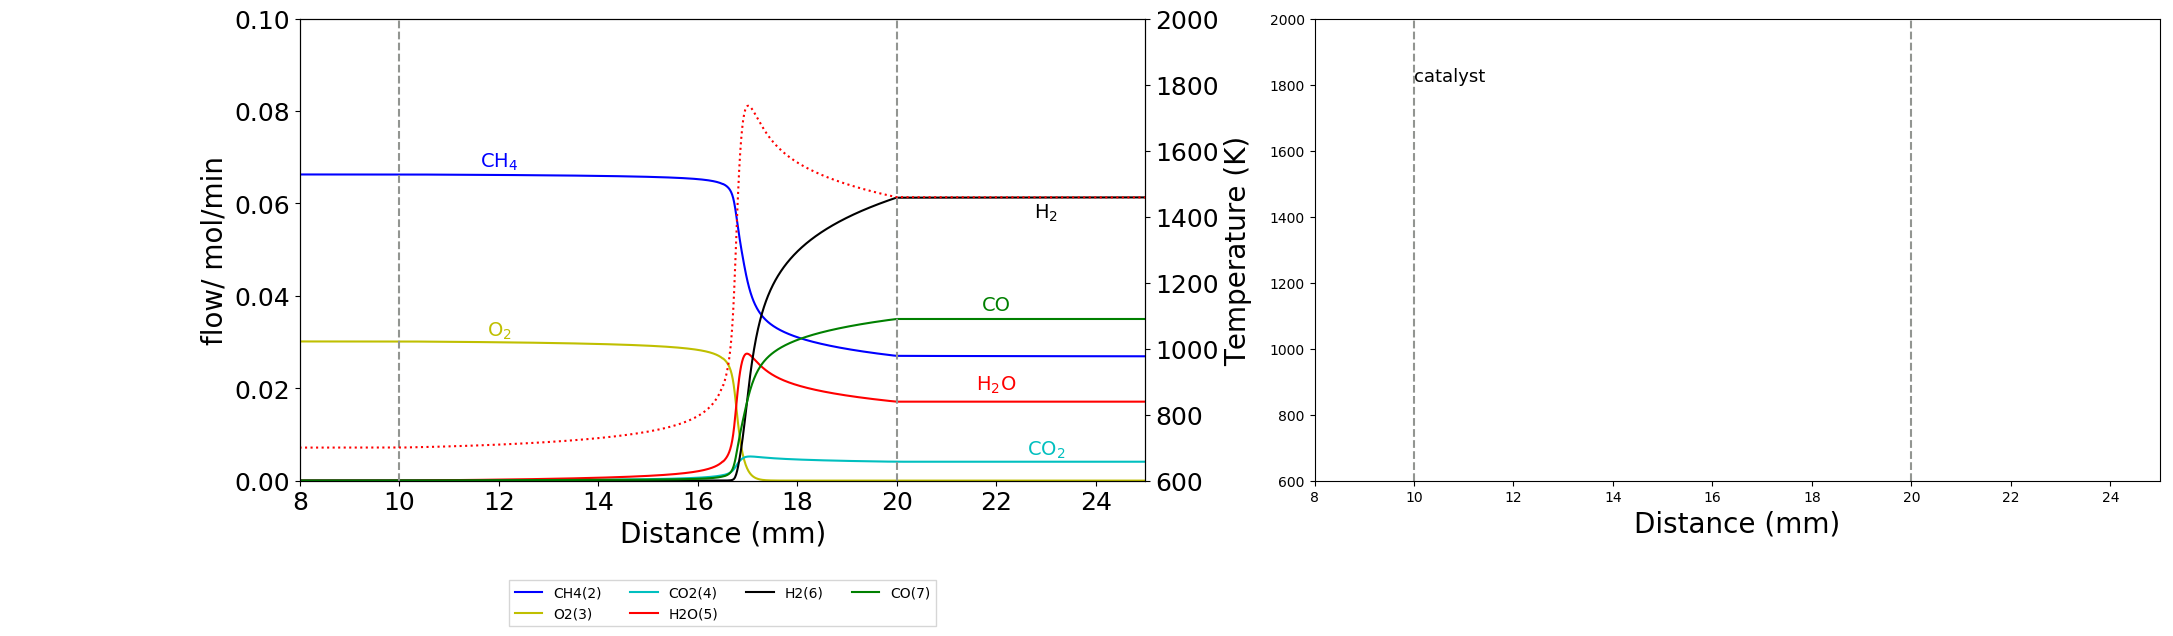 0.10
0.08
0.06
0.04
0.02
0.00
flow/ mol/min
8 10 12 14 16 18 20 22 24
Distance (mm)
CH₄
O₂
H₂
CO
H₂O
CO₂
2000
1800
1600
1400
1200
1000
800
600
Temperature (K)
CH4(2) CO2(4) H2(6) CO(7)
O2(3) H2O(5)
2000
1800
1600
1400
1200
1000
800
600
catalyst
8 10 12 14 16 18 20 22 24
Distance (mm)